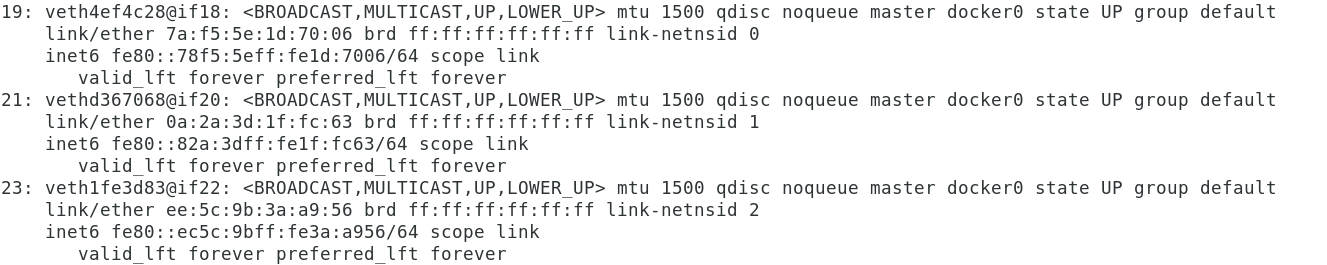 19: veth4ef4c28@if18: <BROADCAST,MULTICAST,UP,LOWER_UP> mtu 1500 qdisc noqueue master docker0 state UP group default
    link/ether 7a:f5:5e:1d:70:06 brd ff:ff:ff:ff:ff:ff link-netnsid 0
    inet6 fe80::78f5:5eff:fe1d:7006/64 scope link
       valid_lft forever preferred_lft forever
21: vethd367068@if20: <BROADCAST,MULTICAST,UP,LOWER_UP> mtu 1500 qdisc noqueue master docker0 state UP group default
    link/ether 0a:2a:3d:1f:fc:63 brd ff:ff:ff:ff:ff:ff link-netnsid 1
    inet6 fe80::82a:3dff:fe1f:fc63/64 scope link
       valid_lft forever preferred_lft forever
23: veth1fe3d83@if22: <BROADCAST,MULTICAST,UP,LOWER_UP> mtu 1500 qdisc noqueue master docker0 state UP group default
    link/ether ee:5c:9b:3a:a9:56 brd ff:ff:ff:ff:ff:ff link-netnsid 2
    inet6 fe80::ec5c:9bff:fe3a:a956/64 scope link
       valid_lft forever preferred_lft forever